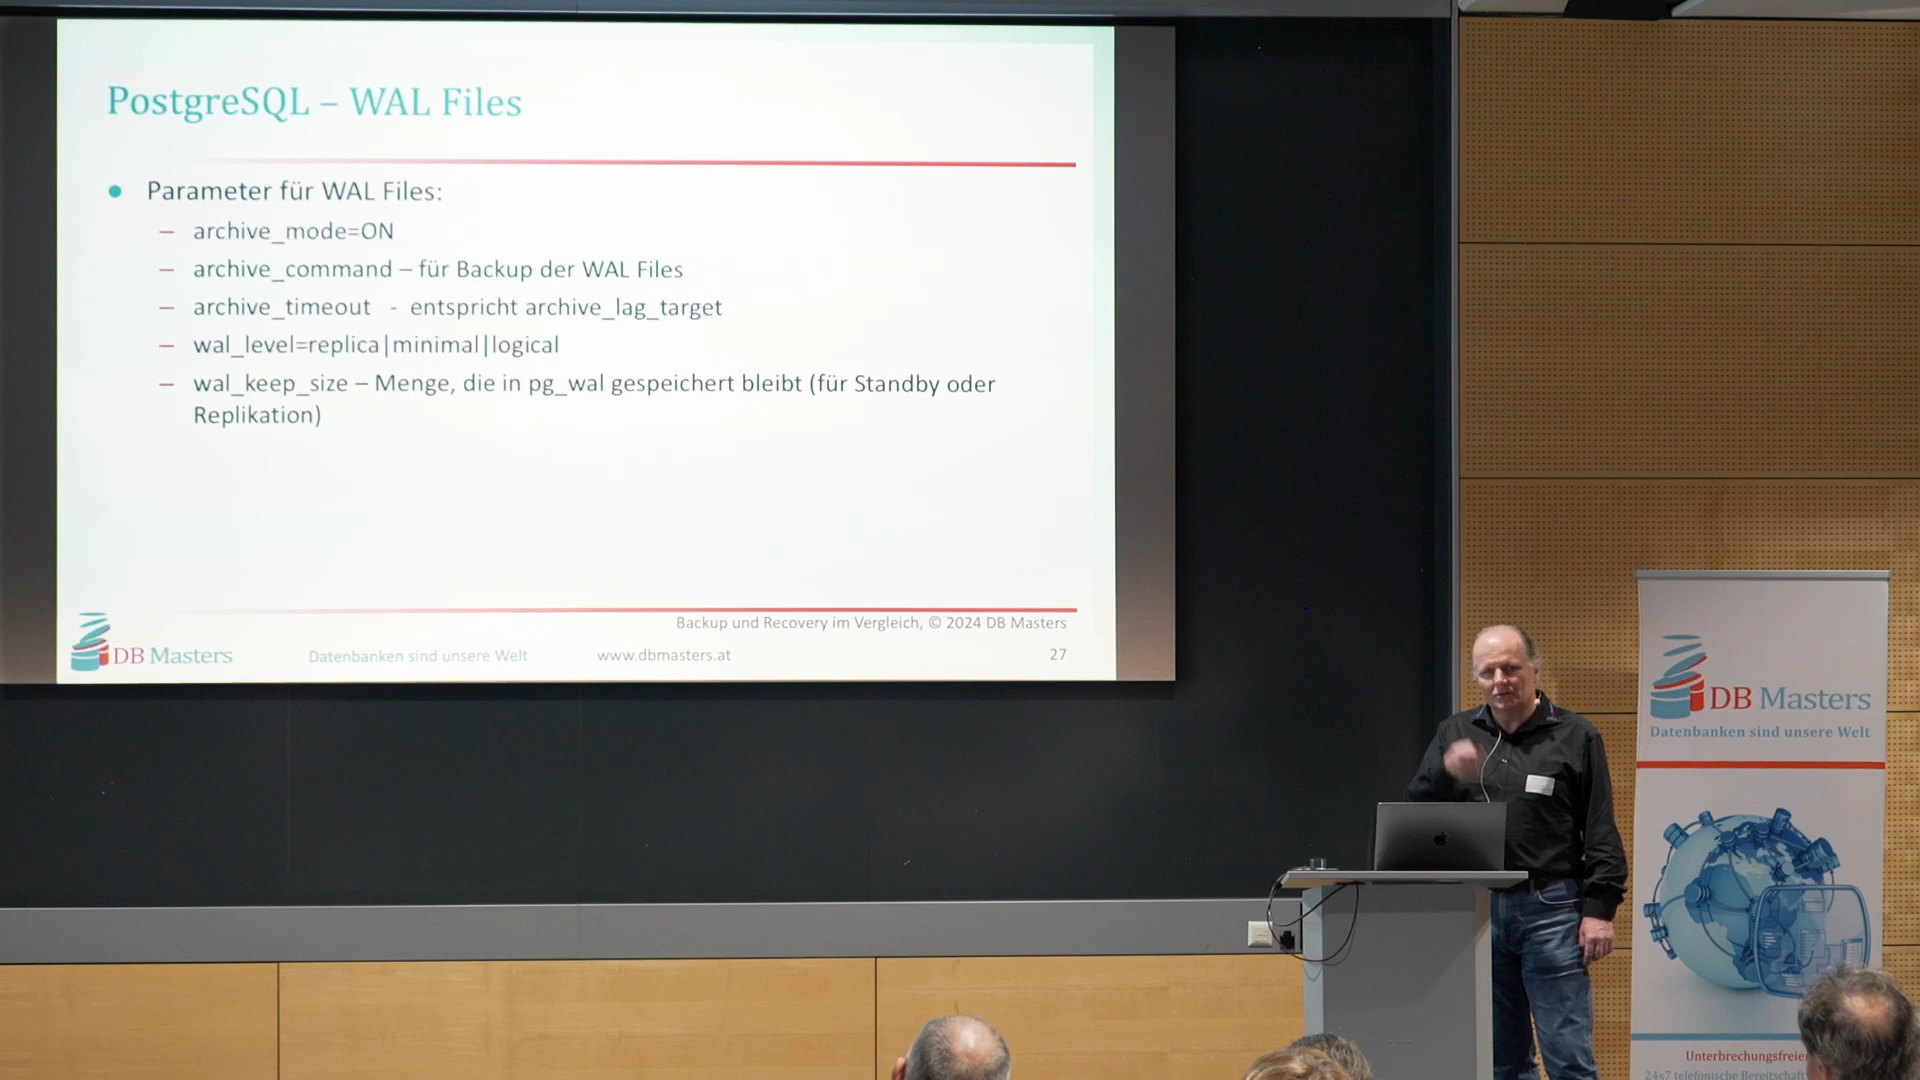 PostgreSQL – WAL Files
Parameter für WAL Files:
– archive_mode=ON
– archive_command – für Backup der WAL Files
– archive_timeout - entspricht archive_lag_target
– wal_level=replica|minimal|logical
– wal_keep_size – Menge, die in pg_wal gespeichert bleibt (für Standby oder
Replikation)
Backup und Recovery im Vergleich, © 2024 DB Masters
DB Masters
Datenbanken sind unsere Welt
www.dbmasters.at
27
DB Masters
Datenbanken sind unsere Welt
24x7 telefonische